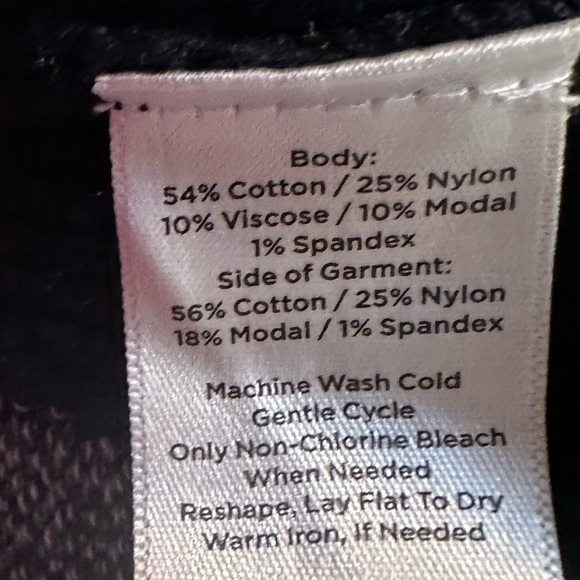 Body:
54% Cotton / 25% Nylon
10% Viscose / 10% Modal
1% Spandex
Side of Garment:
56% Cotton / 25% Nylon
18% Modal / 1% Spandex
Machine Wash Cold
Gentle Cycle
Only Non-Chlorine Bleach
When Needed
Reshape, Lay Flat To Dry
Warm Iron, If Needed